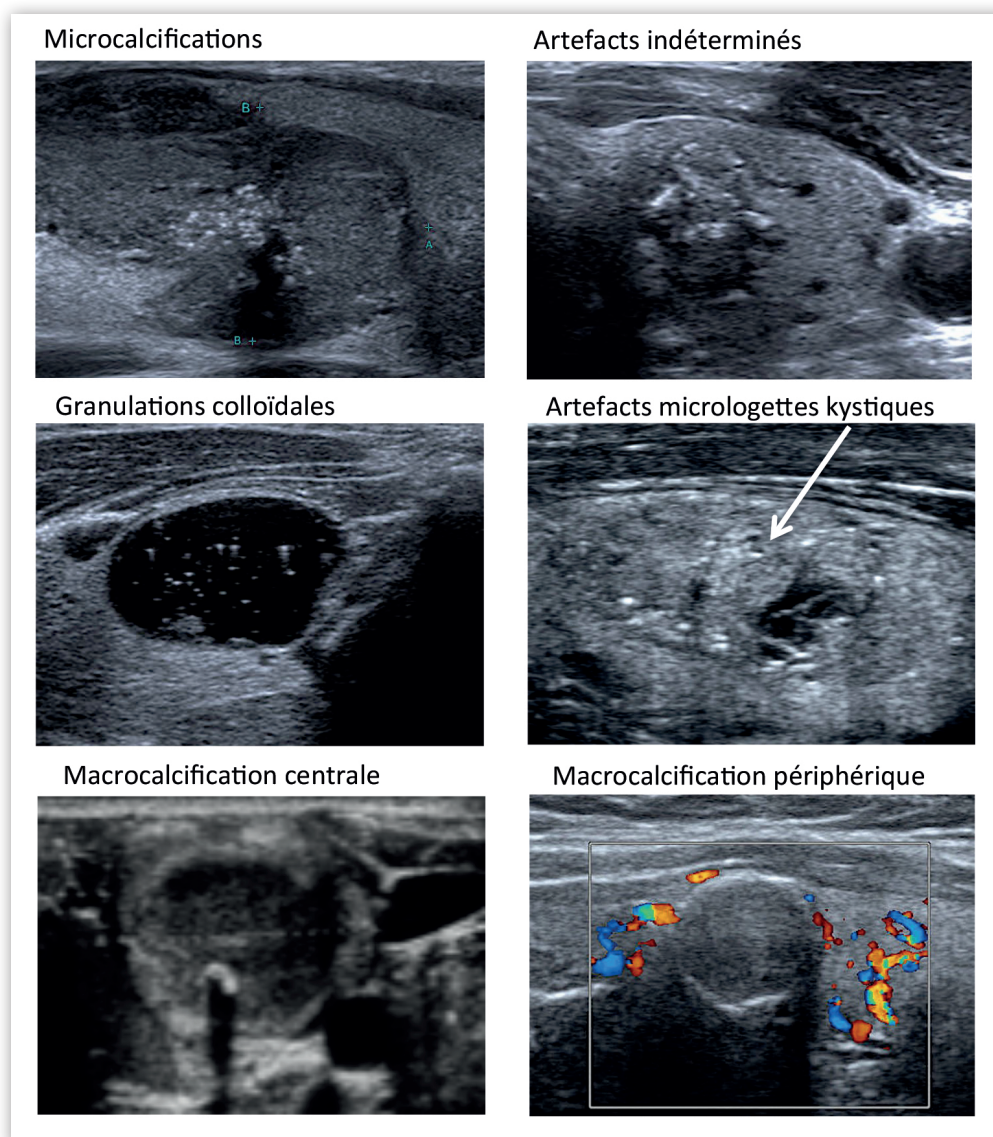 Microcalcifications
Artefacts indéterminés
B +
+
A
B +
Granulations colloïdales
Artefacts micrologettes kystiques
Macrocalcification centrale
Macrocalcification périphérique